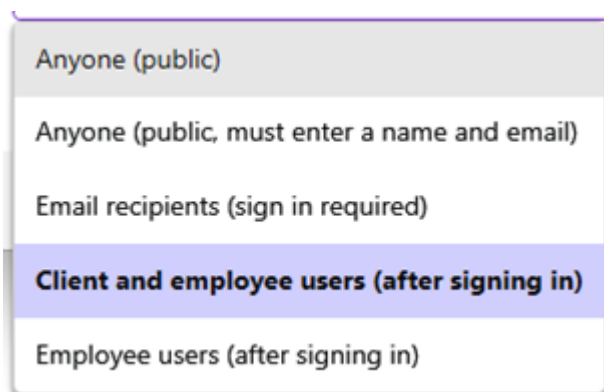 Anyone (public)
Anyone (public, must enter a name and email)
Email recipients (sign in required)
Client and employee users (after signing in)
Employee users (after signing in)